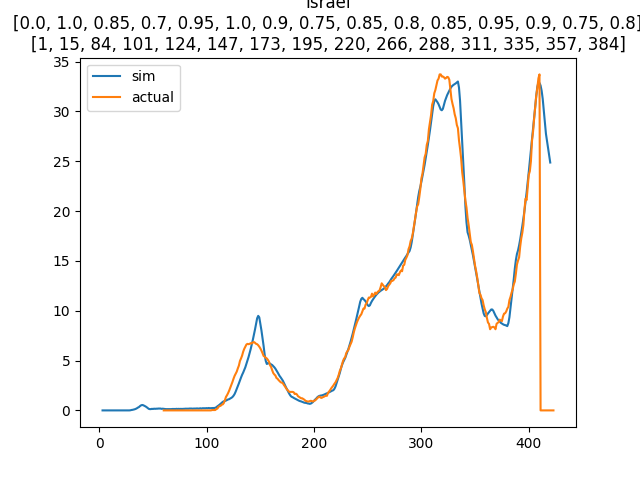 Israel
[0.0, 1.0, 0.85, 0.7, 0.95, 1.0, 0.9, 0.75, 0.85, 0.8, 0.85, 0.95, 0.9, 0.75, 0.8]
[1, 15, 84, 101, 124, 147, 173, 195, 220, 266, 288, 311, 335, 357, 384]
sim
actual
35
30
25
20
15
10
5
0
0 100 200 300 400